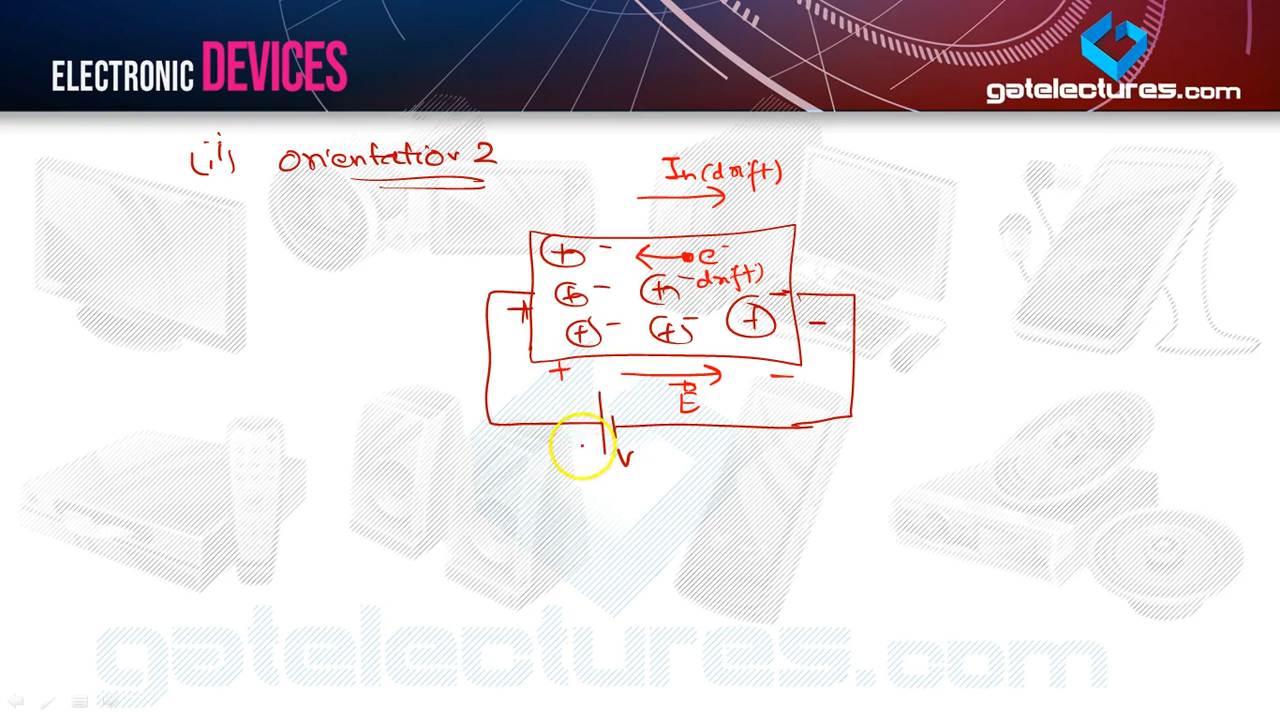 ELECTRONIC DEVICES
gatelectures.com
(ii) Orientation 2
In(drift)
+ - e-
+ - + - drift) -
+ + - + - + -
+ → -
E
V
gatelectures.com